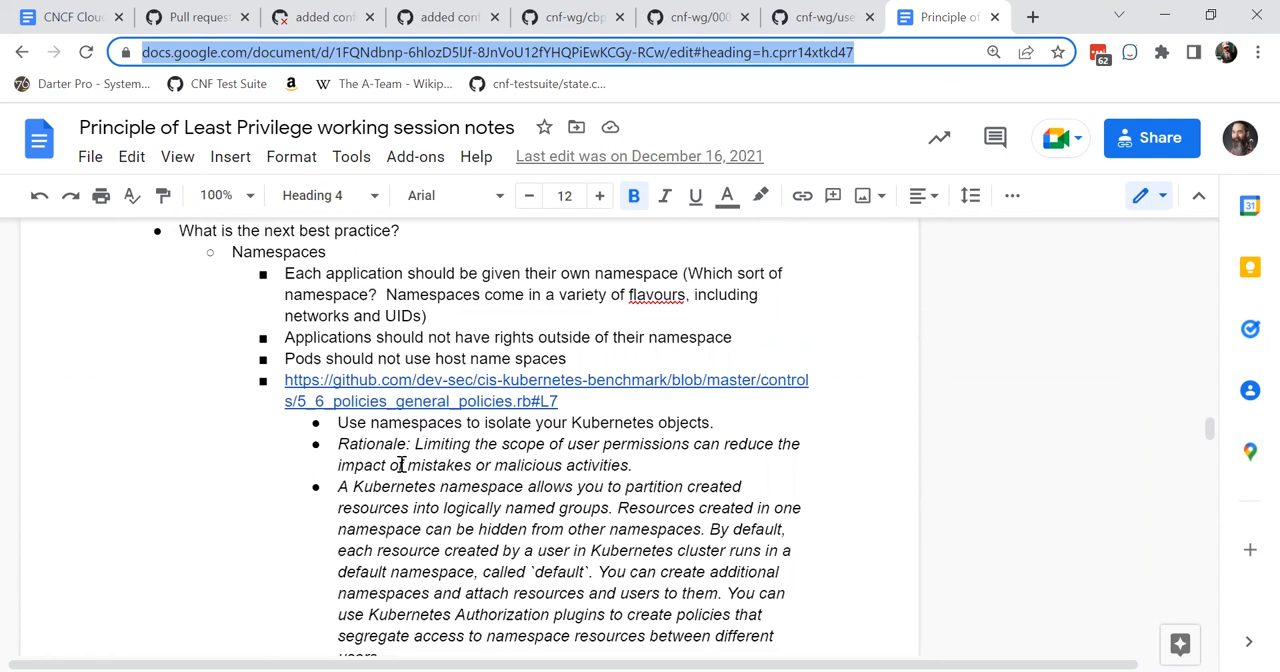 CNCF Clou
Pull request
added conf
added conf
cnf-wg/cbp
cnf-wg/000
cnf-wg/use
Principle of
docs.google.com/document/d/1FQNdbnp-6hlozD5lJf-8JnVoU12fYHQPiEwKCGy-RCw/edit#heading=h.cprr14xtkd47
62
Darter Pro - System...
CNF Test Suite
The A-Team - Wikip...
cnf-testsuite/state.c...
Principle of Least Privilege working session notes
File Edit View Insert Format Tools Add-ons Help Last edit was on December 16, 2021
Share
100% Heading 4 Arial 12 B I U A
31
What is the next best practice?
Namespaces
Each application should be given their own namespace (Which sort of
namespace? Namespaces come in a variety of flavours, including
networks and UIDs)
Applications should not have rights outside of their namespace
Pods should not use host name spaces
https://github.com/dev-sec/cis-kubernetes-benchmark/blob/master/control
s/5_6_policies_general_policies.rb#L7
Use namespaces to isolate your Kubernetes objects.
Rationale: Limiting the scope of user permissions can reduce the
impact of mistakes or malicious activities.
A Kubernetes namespace allows you to partition created
resources into logically named groups. Resources created in one
namespace can be hidden from other namespaces. By default,
each resource created by a user in Kubernetes cluster runs in a
default namespace, called `default`. You can create additional
namespaces and attach resources and users to them. You can
use Kubernetes Authorization plugins to create policies that
segregate access to namespace resources between different
users.